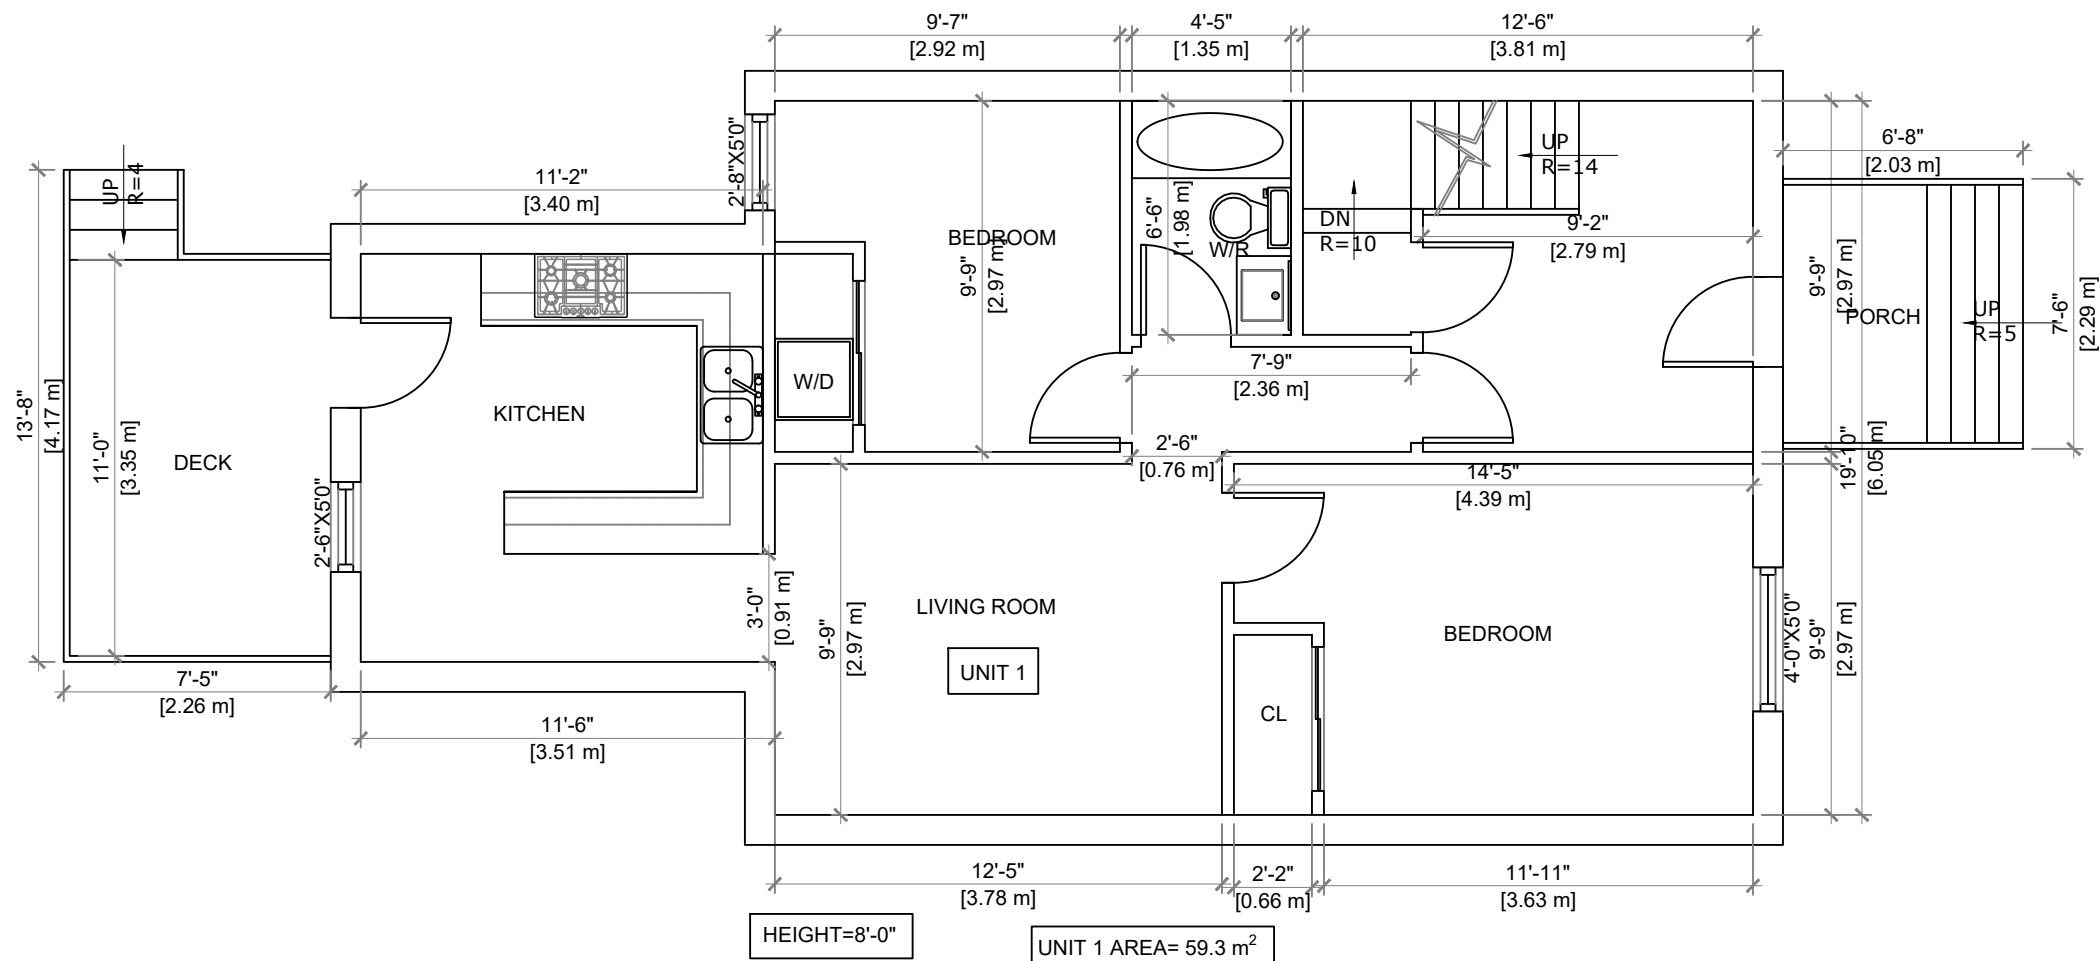 9'-7"
[2.92 m]
4'-5"
[1.35 m]
12'-6"
[3.81 m]
6'-8"
[2.03 m]
UP
R=4
11'-2"
[3.40 m]
2'-8"X5'0"
BEDROOM
9'-9"
[2.97 m]
6'-6"
[1.98 m]
W/R
DN
R=10
UP
R=14
9'-2"
[2.79 m]
9'-9"
[2.97 m]
PORCH
UP
R=5
7'-6"
[2.29 m]
13'-8"
[4.17 m]
11'-0"
[3.35 m]
DECK
KITCHEN
W/D
7'-9"
[2.36 m]
2'-6"
[0.76 m]
14'-5"
[4.39 m]
19'-10"
[6.05 m]
2'-6"X5'0"
3'-0"
[0.91 m]
9'-9"
[2.97 m]
LIVING ROOM
UNIT 1
BEDROOM
CL
4'-0"X5'0"
9'-9"
[2.97 m]
7'-5"
[2.26 m]
11'-6"
[3.51 m]
12'-5"
[3.78 m]
2'-2"
[0.66 m]
11'-11"
[3.63 m]
HEIGHT=8'-0"
UNIT 1 AREA= 59.3 m²